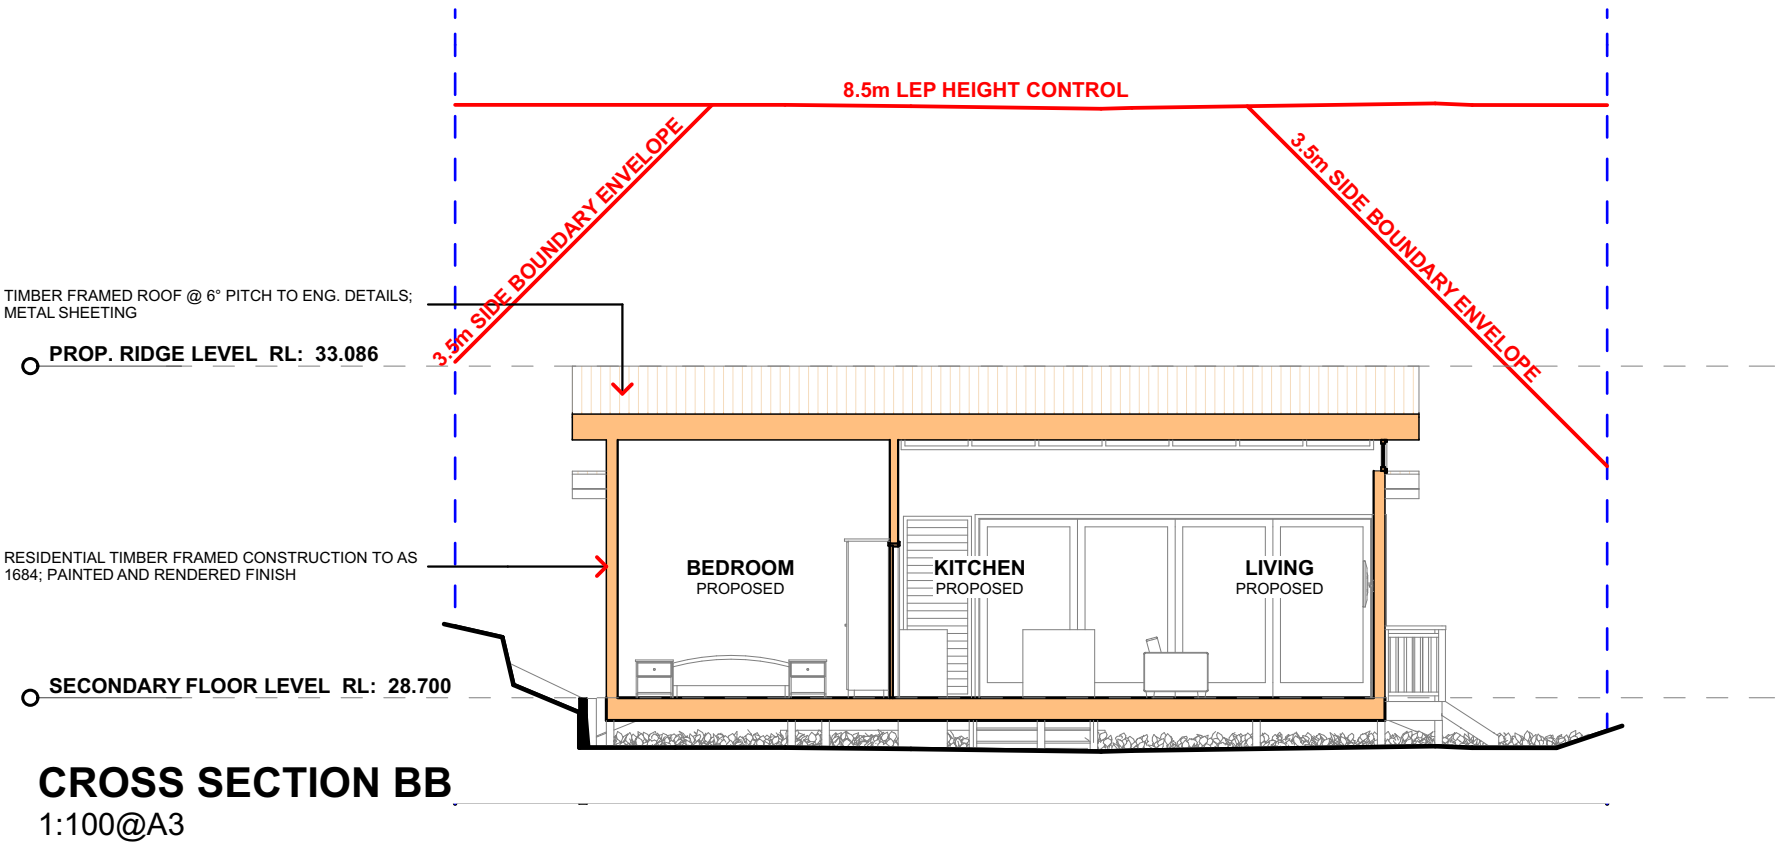 8.5m LEP HEIGHT CONTROL
3.5m SIDE BOUNDARY ENVELOPE
3.5m SIDE BOUNDARY ENVELOPE
TIMBER FRAMED ROOF @ 6° PITCH TO ENG. DETAILS;
METAL SHEETING
PROP. RIDGE LEVEL RL: 33.086
RESIDENTIAL TIMBER FRAMED CONSTRUCTION TO AS
1684; PAINTED AND RENDERED FINISH
BEDROOM
PROPOSED
KITCHEN
PROPOSED
LIVING
PROPOSED
SECONDARY FLOOR LEVEL RL: 28.700
CROSS SECTION BB
1:100@A3